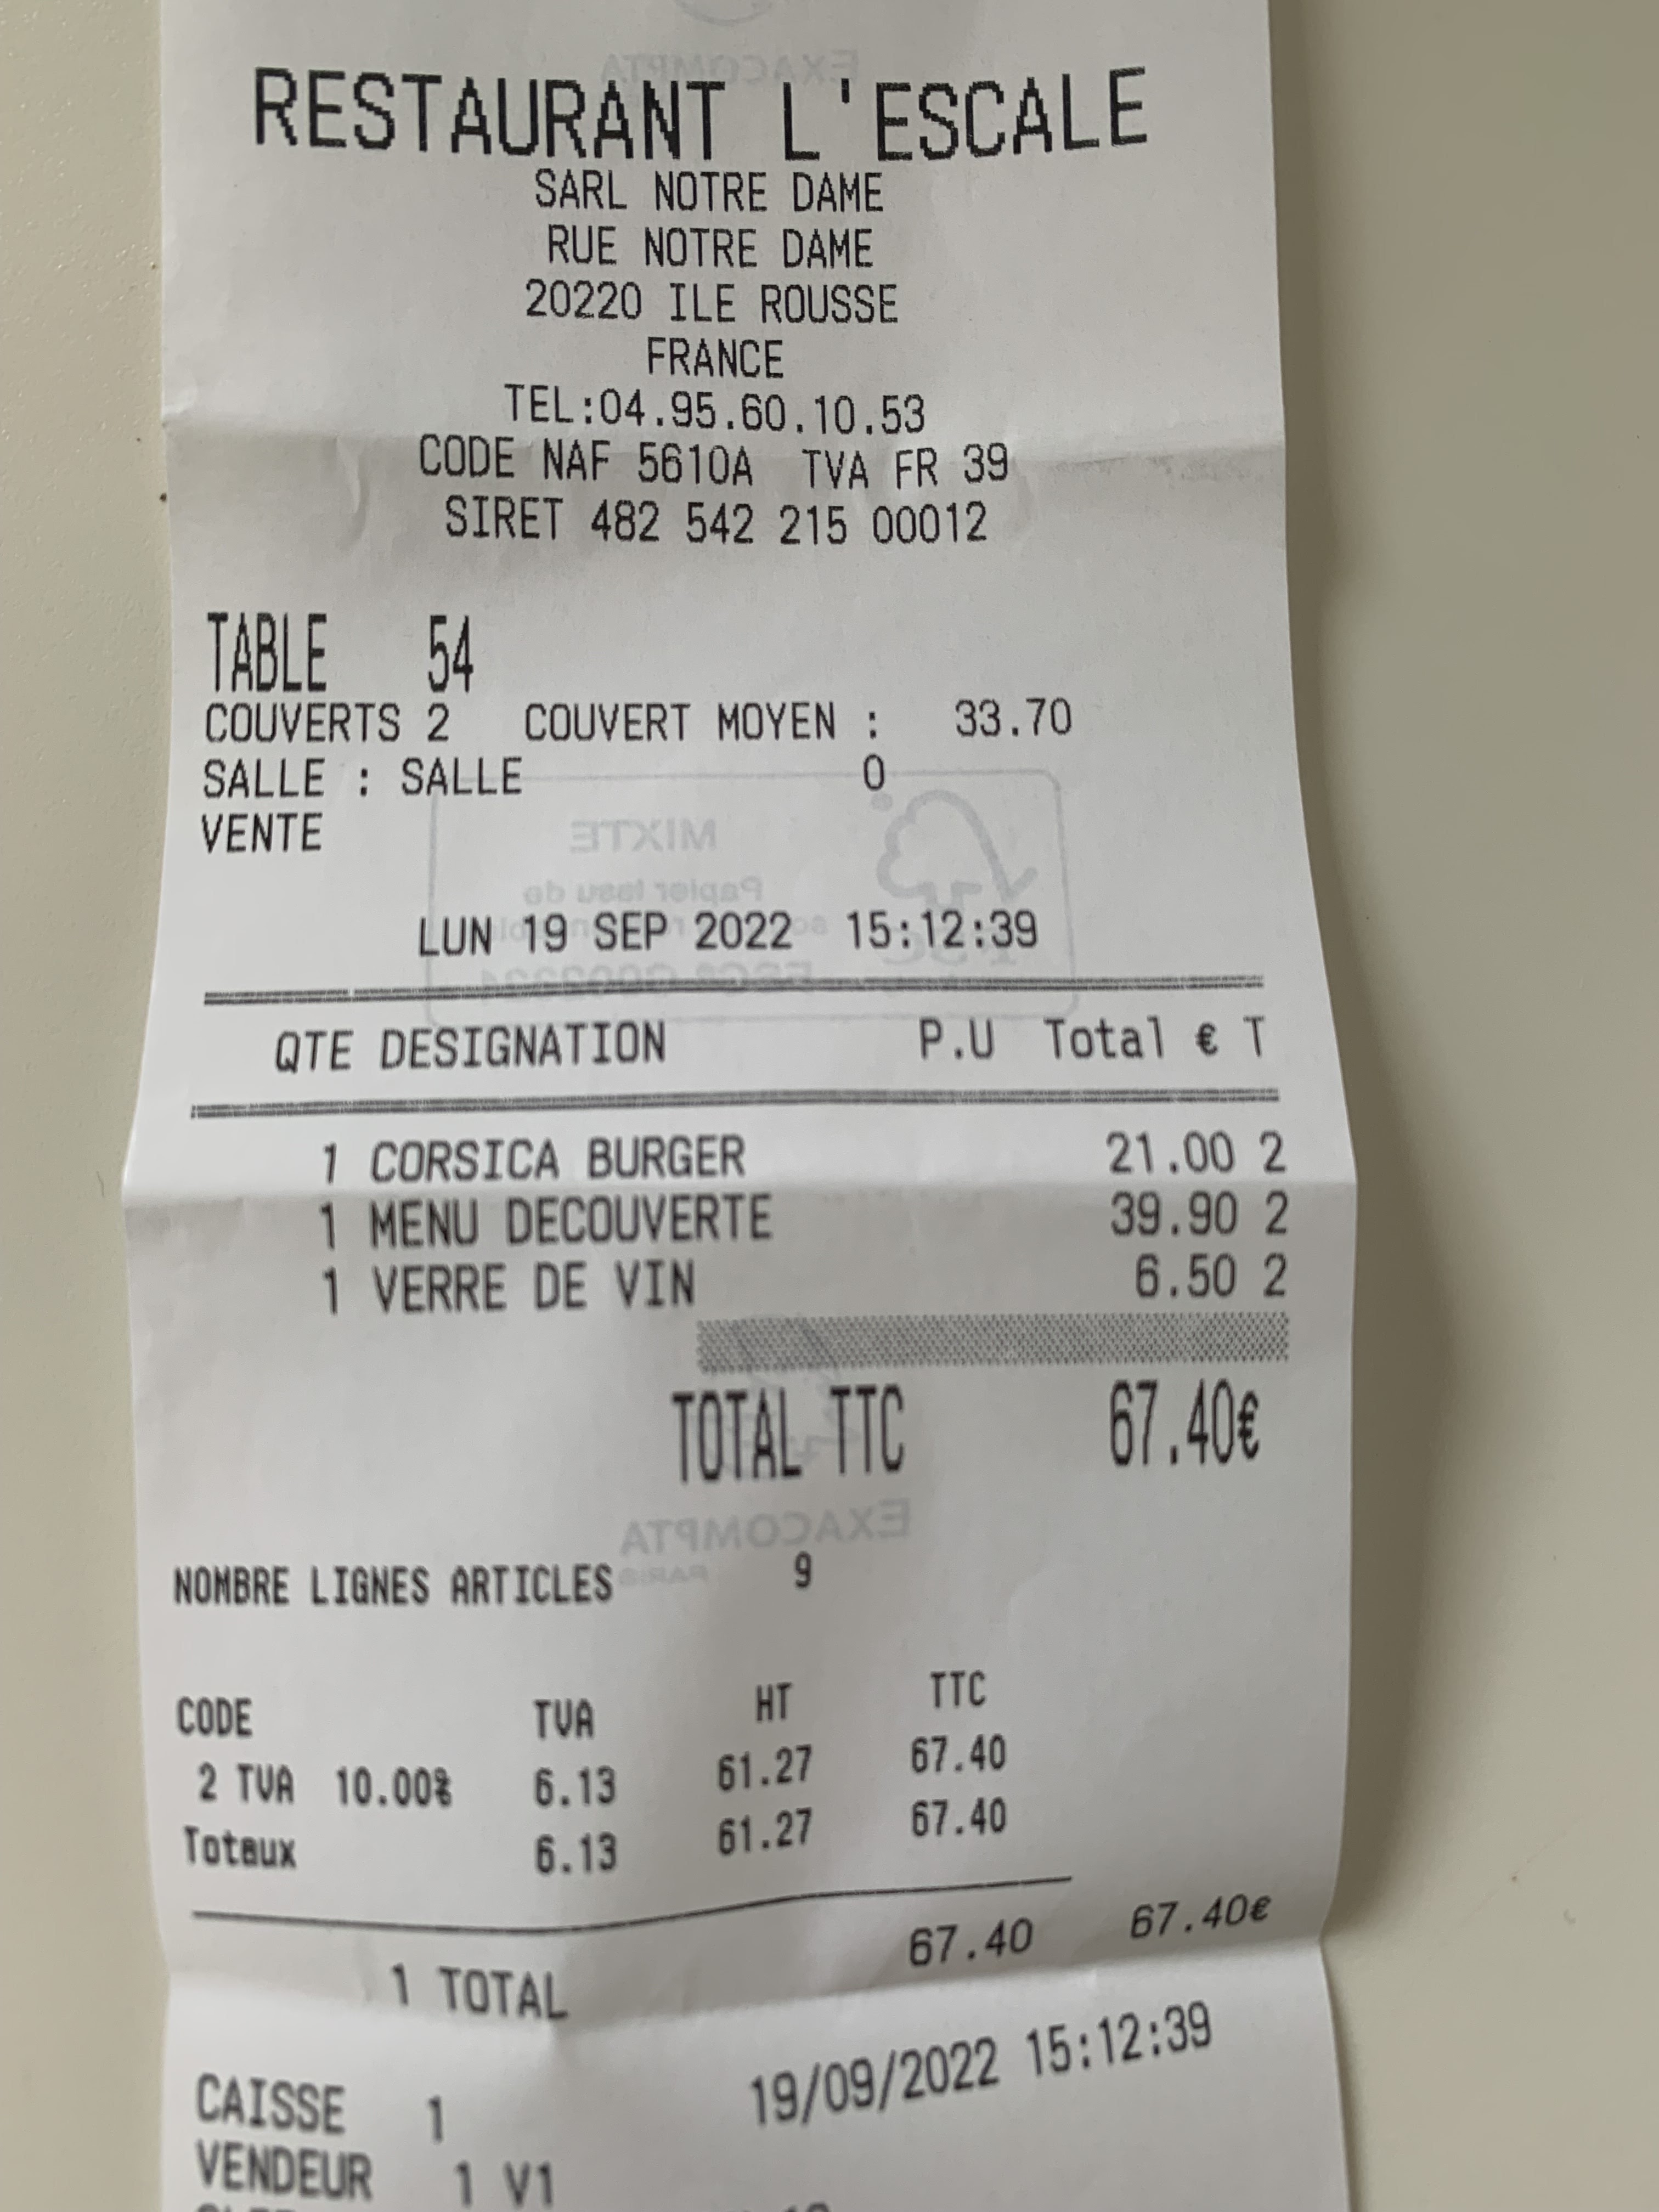 RESTAURANT L'ESCALE
SARL NOTRE DAME
RUE NOTRE DAME
20220 ILE ROUSSE
FRANCE
TEL:04.95.60.10.53
CODE NAF 5610A TVA FR 39
SIRET 482 542 215 00012
TABLE 54
COUVERTS 2 COUVERT MOYEN : 33.70
SALLE : SALLE 0
VENTE
MIXTE
Papier issu de
LUN 19 SEP 2022 15:12:39
QTE DESIGNATION P.U Total € T
1 CORSICA BURGER 21.00 2
1 MENU DECOUVERTE 39.90 2
1 VERRE DE VIN 6.50 2
TOTAL TTC 67.40€
EXACOMPTA
PARIS
NOMBRE LIGNES ARTICLES 9
CODE TVA HT TTC
2 TVA 10.00% 6.13 61.27 67.40
Totaux 6.13 61.27 67.40
1 TOTAL 67.40 67.40€
19/09/2022 15:12:39
CAISSE 1
VENDEUR 1 V1